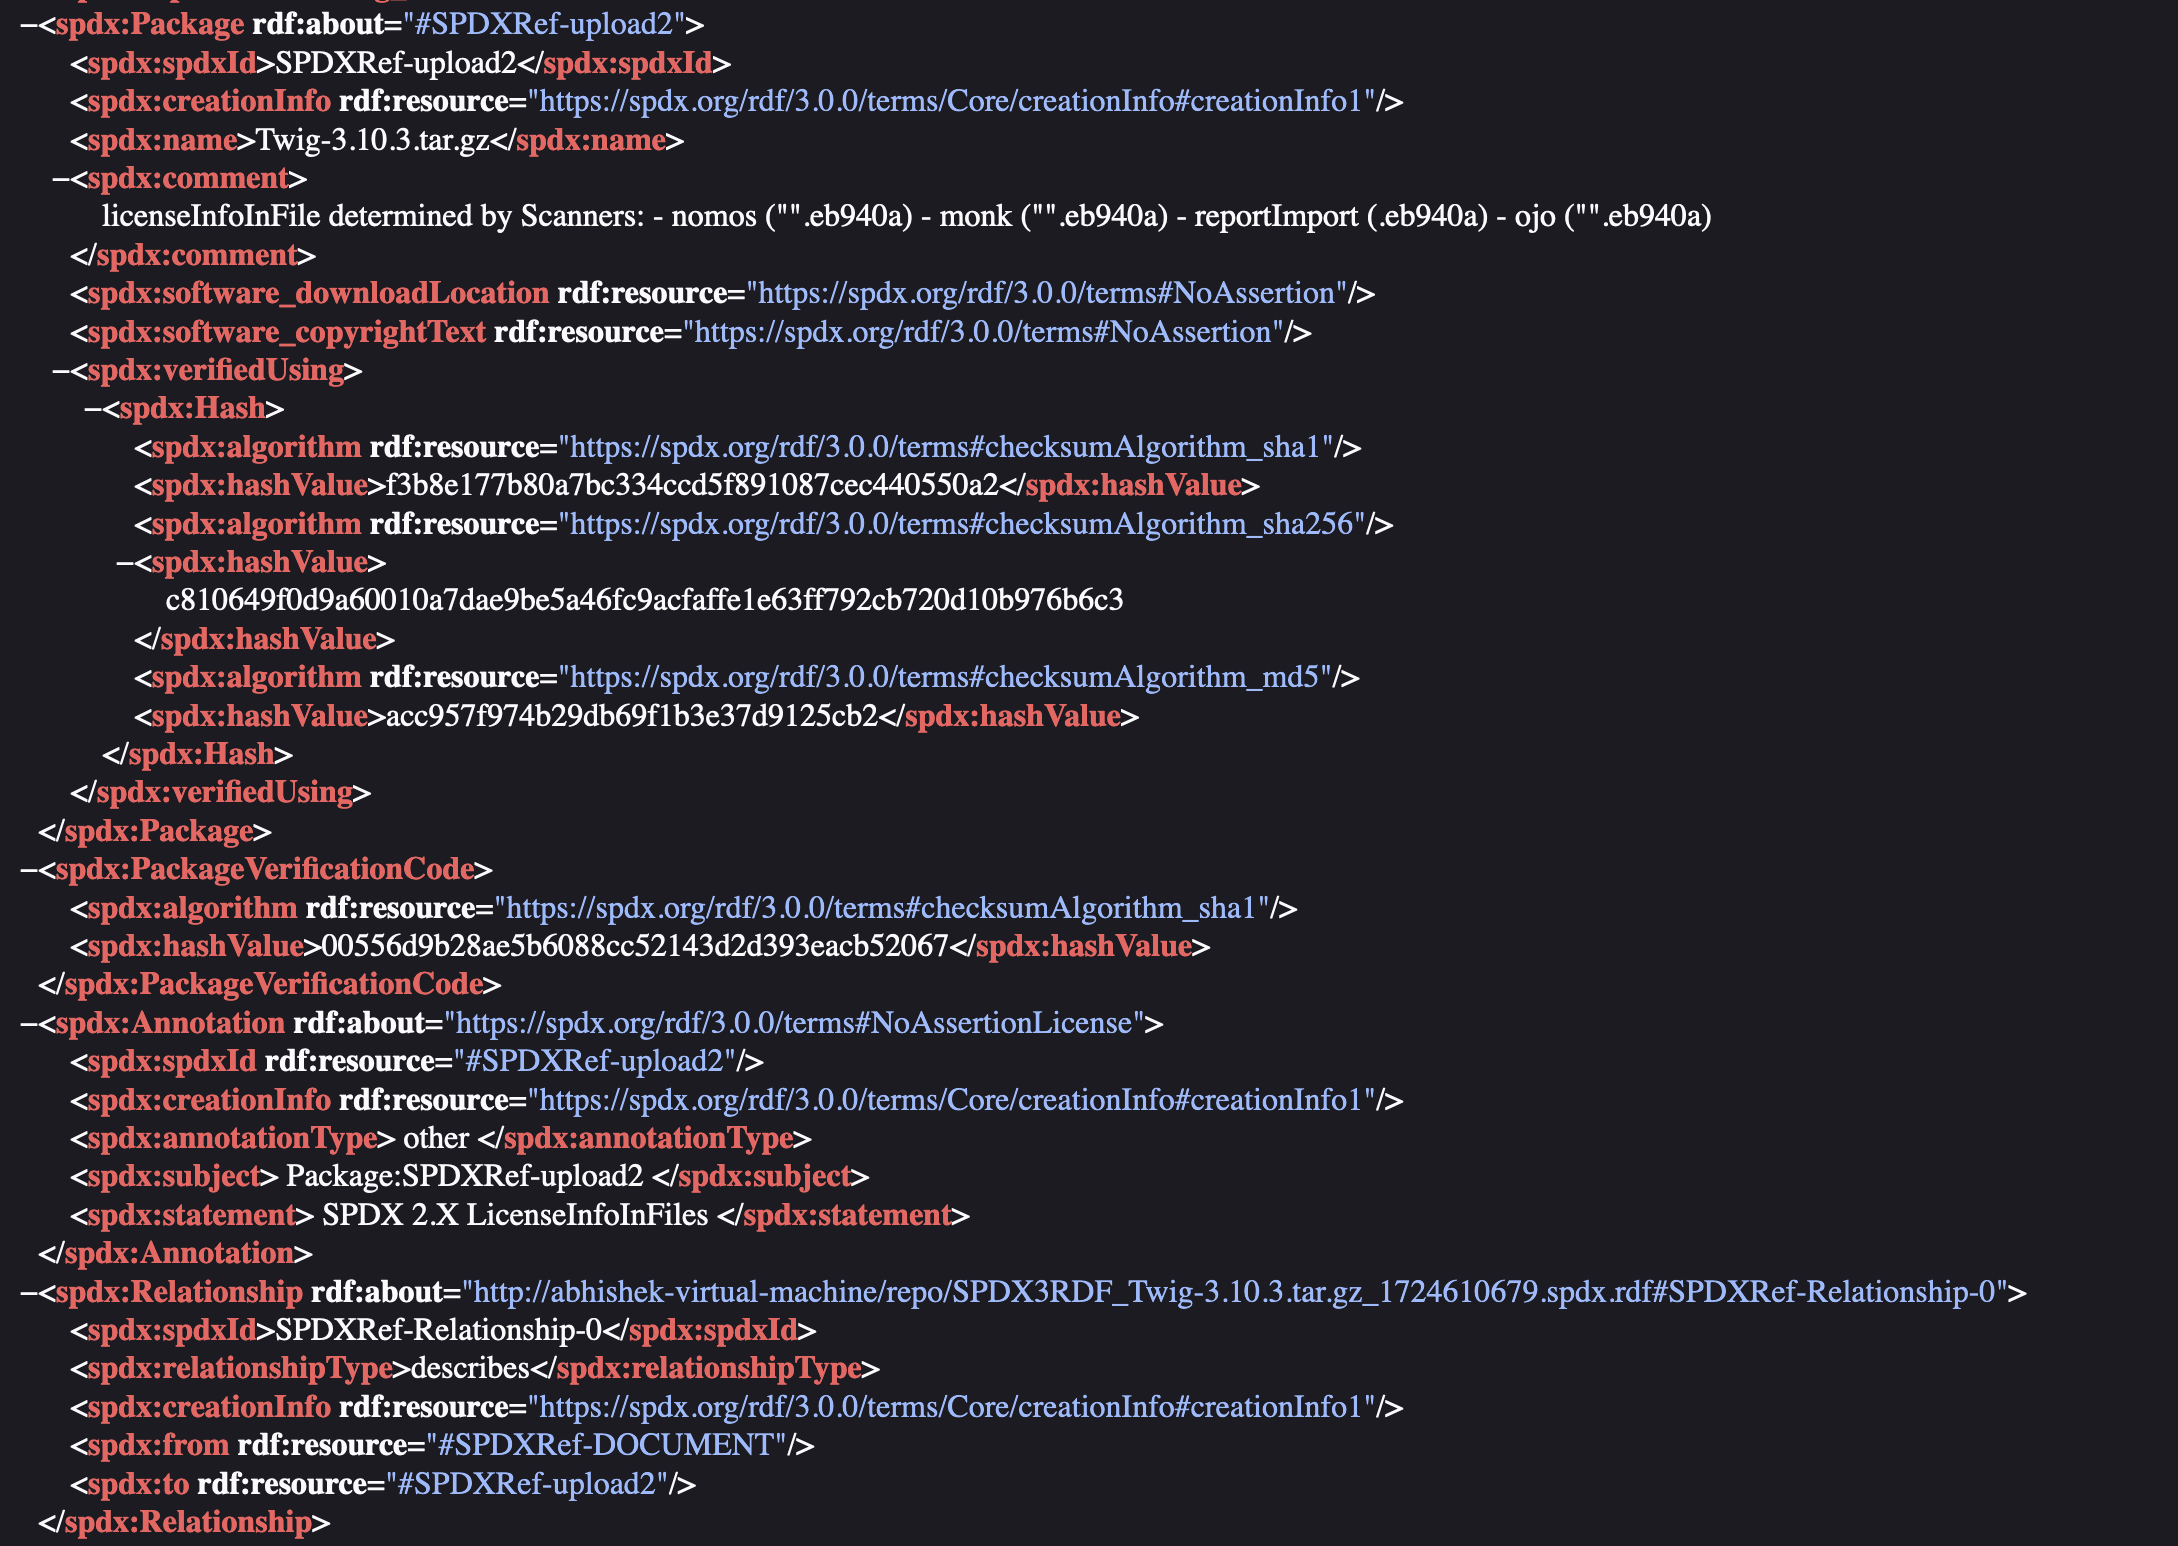 −<spdx:Package rdf:about="#SPDXRef-upload2">
<spdx:spdxId>SPDXRef-upload2</spdx:spdxId>
<spdx:creationInfo rdf:resource="https://spdx.org/rdf/3.0.0/terms/Core/creationInfo#creationInfo1"/>
<spdx:name>Twig-3.10.3.tar.gz</spdx:name>
−<spdx:comment>
licenseInfoInFile determined by Scanners: - nomos ("".eb940a) - monk ("".eb940a) - reportImport (.eb940a) - ojo ("".eb940a)
</spdx:comment>
<spdx:software_downloadLocation rdf:resource="https://spdx.org/rdf/3.0.0/terms#NoAssertion"/>
<spdx:software_copyrightText rdf:resource="https://spdx.org/rdf/3.0.0/terms#NoAssertion"/>
−<spdx:verifiedUsing>
−<spdx:Hash>
<spdx:algorithm rdf:resource="https://spdx.org/rdf/3.0.0/terms#checksumAlgorithm_sha1"/>
<spdx:hashValue>f3b8e177b80a7bc334ccd5f891087cec440550a2</spdx:hashValue>
<spdx:algorithm rdf:resource="https://spdx.org/rdf/3.0.0/terms#checksumAlgorithm_sha256"/>
−<spdx:hashValue>
c810649f0d9a60010a7dae9be5a46fc9acfaffe1e63ff792cb720d10b976b6c3
</spdx:hashValue>
<spdx:algorithm rdf:resource="https://spdx.org/rdf/3.0.0/terms#checksumAlgorithm_md5"/>
<spdx:hashValue>acc957f974b29db69f1b3e37d9125cb2</spdx:hashValue>
</spdx:Hash>
</spdx:verifiedUsing>
</spdx:Package>
−<spdx:PackageVerificationCode>
<spdx:algorithm rdf:resource="https://spdx.org/rdf/3.0.0/terms#checksumAlgorithm_sha1"/>
<spdx:hashValue>00556d9b28ae5b6088cc52143d2d393eacb52067</spdx:hashValue>
</spdx:PackageVerificationCode>
−<spdx:Annotation rdf:about="https://spdx.org/rdf/3.0.0/terms#NoAssertionLicense">
<spdx:spdxId rdf:resource="#SPDXRef-upload2"/>
<spdx:creationInfo rdf:resource="https://spdx.org/rdf/3.0.0/terms/Core/creationInfo#creationInfo1"/>
<spdx:annotationType> other </spdx:annotationType>
<spdx:subject> Package:SPDXRef-upload2 </spdx:subject>
<spdx:statement> SPDX 2.X LicenseInfoInFiles </spdx:statement>
</spdx:Annotation>
−<spdx:Relationship rdf:about="http://abhishek-virtual-machine/repo/SPDX3RDF_Twig-3.10.3.tar.gz_1724610679.spdx.rdf#SPDXRef-Relationship-0">
<spdx:spdxId>SPDXRef-Relationship-0</spdx:spdxId>
<spdx:relationshipType>describes</spdx:relationshipType>
<spdx:creationInfo rdf:resource="https://spdx.org/rdf/3.0.0/terms/Core/creationInfo#creationInfo1"/>
<spdx:from rdf:resource="#SPDXRef-DOCUMENT"/>
<spdx:to rdf:resource="#SPDXRef-upload2"/>
</spdx:Relationship>